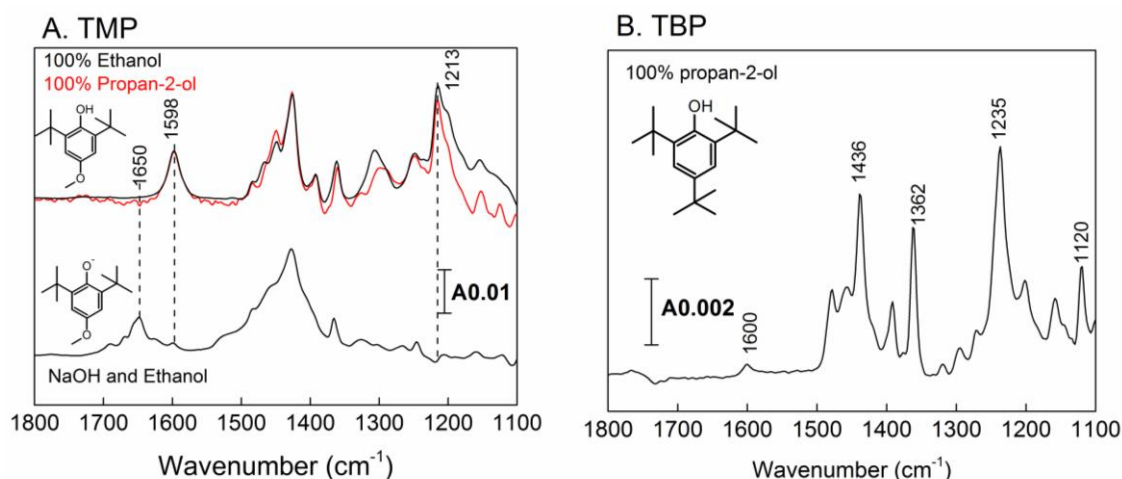 A. TMP
100% Ethanol
100% Propan-2-ol
OH
O
1650
1598
1213
A0.01
O⁻
O
NaOH and Ethanol
1800 1700 1600 1500 1400 1300 1200 1100
Wavenumber (cm⁻¹)
B. TBP
100% propan-2-ol
OH
1600
1436
1362
1235
1120
A0.002
1800 1700 1600 1500 1400 1300 1200 1100
Wavenumber (cm⁻¹)